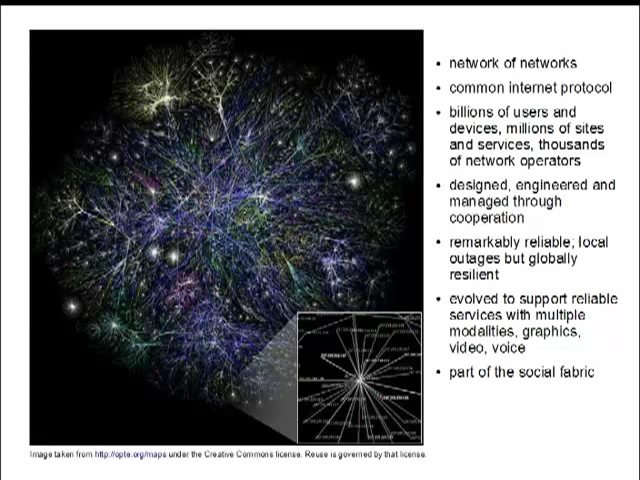 • network of networks
• common internet protocol
• billions of users and
devices, millions of sites
and services, thousands
of network operators
• designed, engineered and
managed through
cooperation
• remarkably reliable; local
outages but globally
resilient
• evolved to support reliable
services with multiple
modalities, graphics,
video, voice
• part of the social fabric
Image taken from http://opte.org/maps under the Creative Commons license. Reuse is governed by that license.